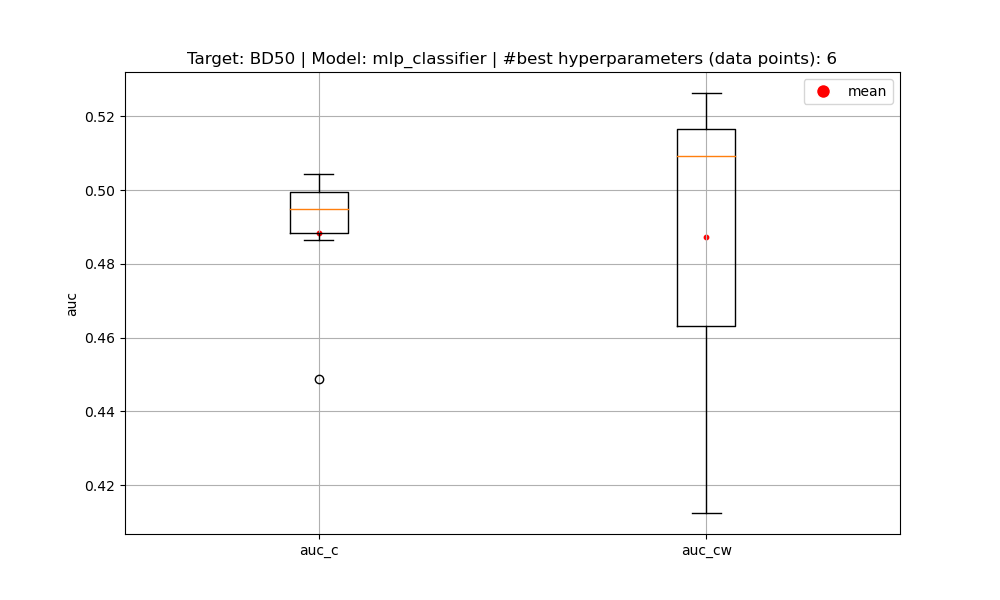 Target: BD50 | Model: mlp_classifier | #best hyperparameters (data points): 6
mean
0.52
0.50
0.48
0.46
0.44
0.42
auc
auc_c
auc_cw